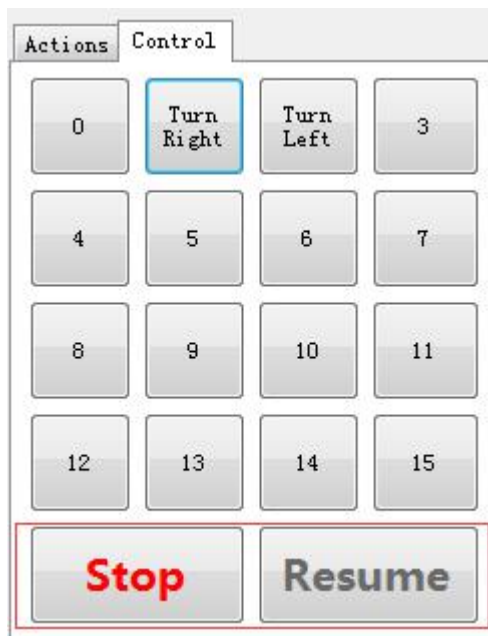 Actions Control
0 Turn Right Turn Left 3
4 5 6 7
8 9 10 11
12 13 14 15
Stop Resume